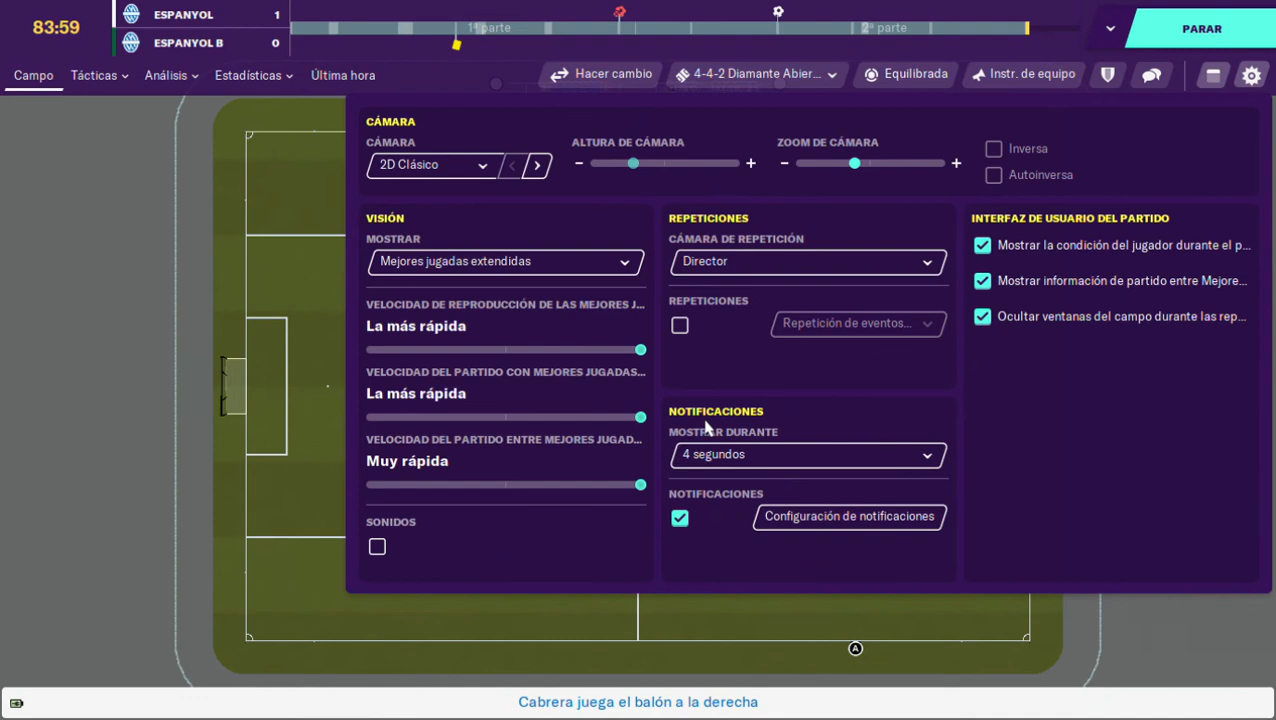 83:59
ESPANYOL 1
ESPANYOL B 0
1ª parte
2ª parte
PARAR
Campo
Tácticas
Análisis
Estadísticas
Última hora
Hacer cambio
4-4-2 Diamante Abier...
Equilibrada
Instr. de equipo
CÁMARA
CÁMARA
2D Clásico
ALTURA DE CÁMARA
ZOOM DE CÁMARA
Inversa
Autoinversa
VISIÓN
MOSTRAR
Mejores jugadas extendidas
VELOCIDAD DE REPRODUCCIÓN DE LAS MEJORES J...
La más rápida
VELOCIDAD DEL PARTIDO CON MEJORES JUGADAS...
La más rápida
VELOCIDAD DEL PARTIDO ENTRE MEJORES JUGAD...
Muy rápida
SONIDOS
REPETICIONES
CÁMARA DE REPETICIÓN
Director
REPETICIONES
Repetición de eventos...
NOTIFICACIONES
MOSTRAR DURANTE
4 segundos
NOTIFICACIONES
Configuración de notificaciones
INTERFAZ DE USUARIO DEL PARTIDO
Mostrar la condición del jugador durante el p...
Mostrar información de partido entre Mejore...
Ocultar ventanas del campo durante las rep...
A
Cabrera juega el balón a la derecha